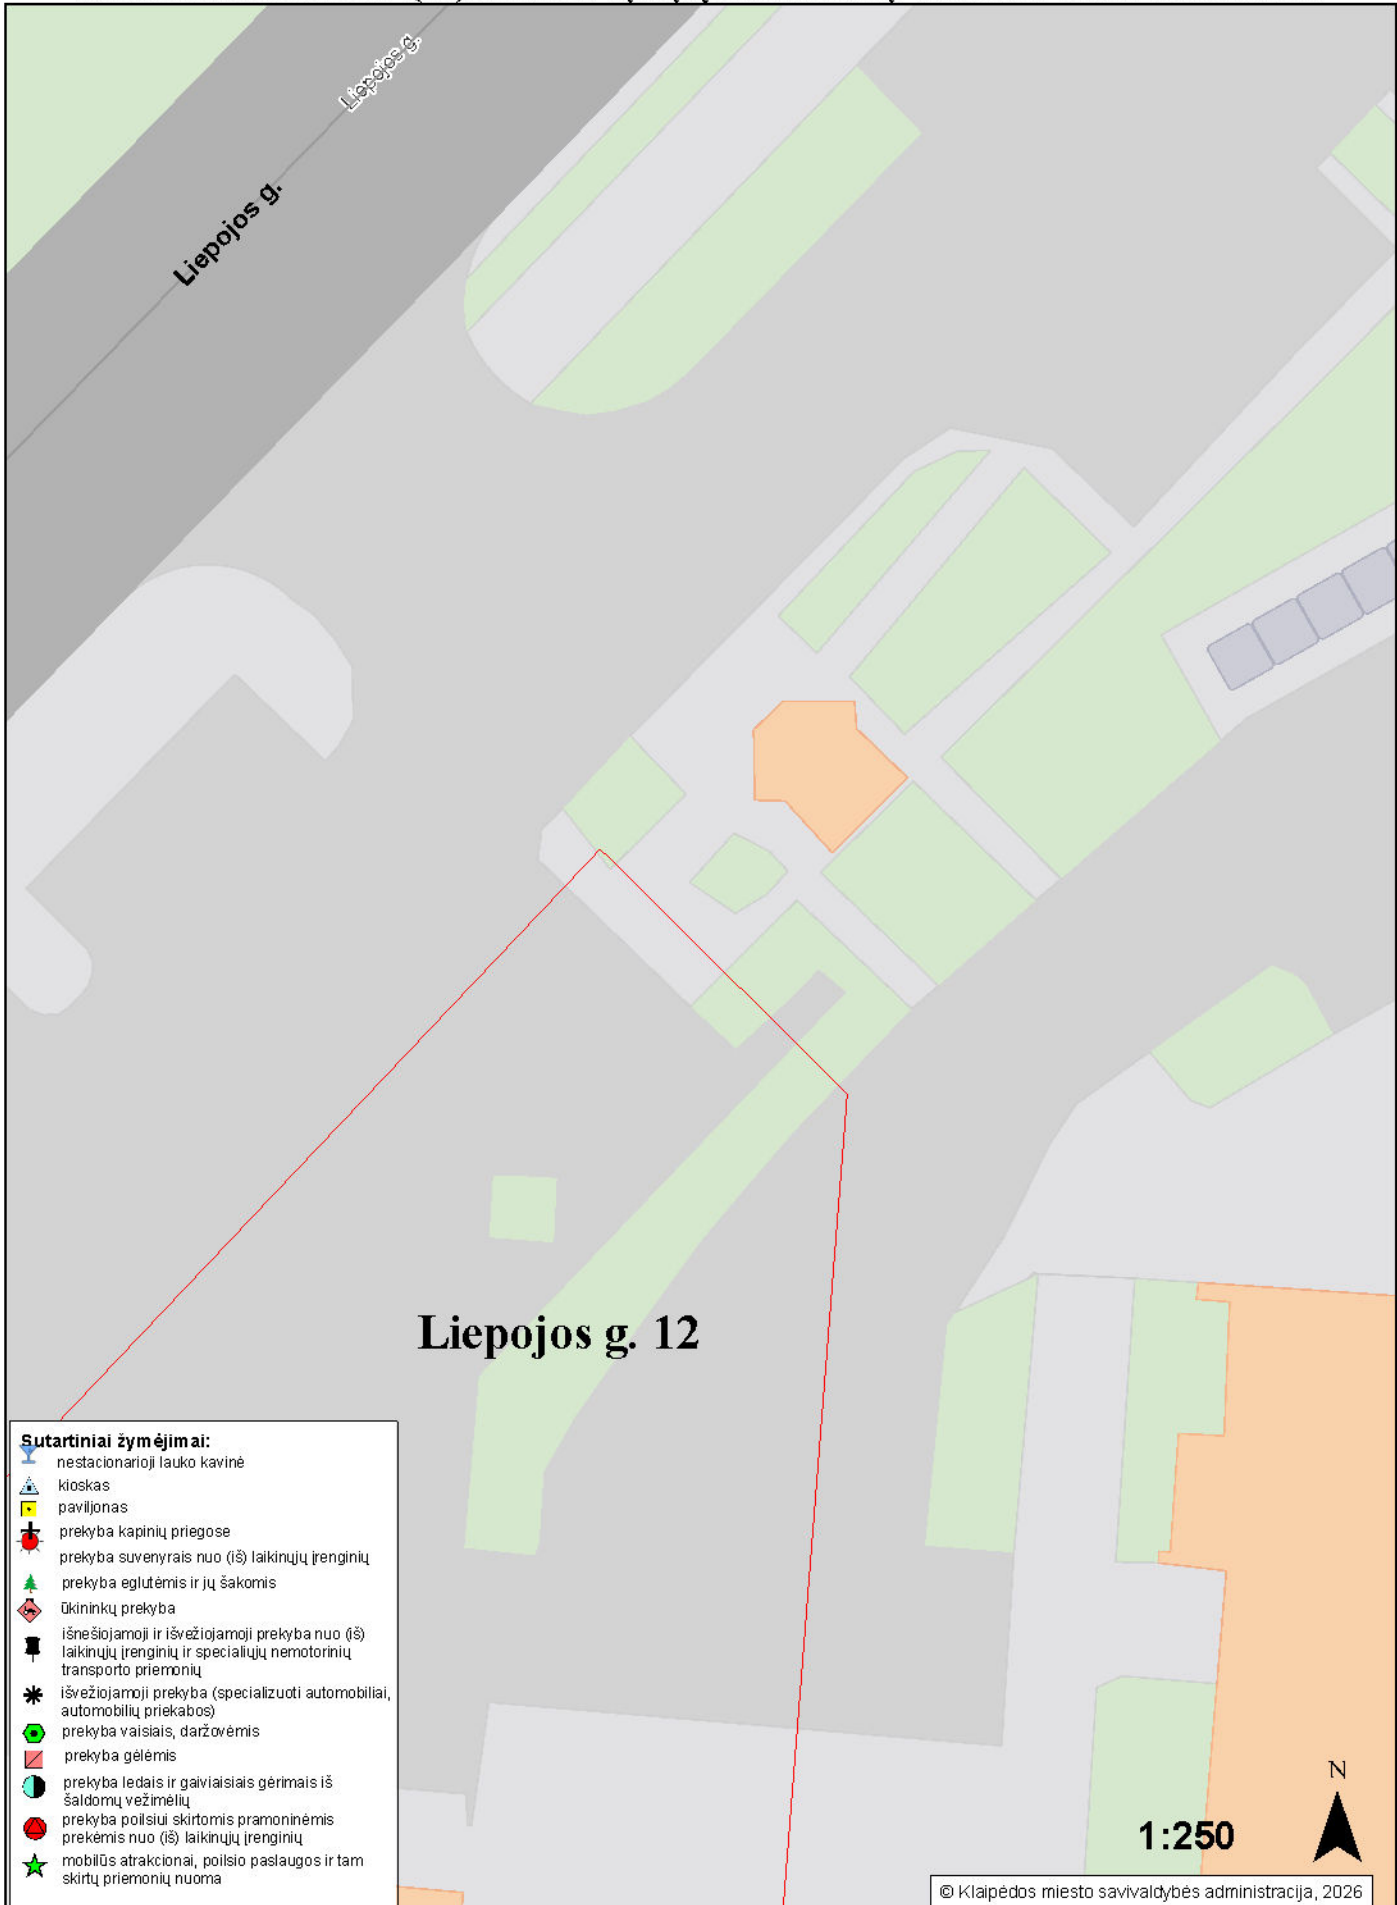 Liepojos g.
Liepojos g.
Liepojos g. 12
Sutartiniai žymėjimai:
nestacionarioji lauko kavinė
kioskas
paviljonas
prekyba kapinių priegose
prekyba suvenyrais nuo (iš) laikinųjų įrenginių
prekyba eglutėmis ir jų šakomis
ūkininkų prekyba
išnešiojamoji ir išvežiojamoji prekyba nuo (iš)
laikinųjų įrenginių ir specialiųjų nemotorinių
transporto priemonių
išvežiojamoji prekyba (specializuoti automobiliai,
automobilių priekabos)
prekyba vaisiais, daržovėmis
prekyba gėlėmis
prekyba ledais ir gaiviaisiais gėrimais iš
šaldomų vežimėlių
prekyba poilsiui skirtomis pramoninėmis
prekėmis nuo (iš) laikinųjų įrenginių
mobilūs atrakcionai, poilsio paslaugos ir tam
skirtų priemonių nuoma
N
1:250
© Klaipėdos miesto savivaldybės administracija, 2026